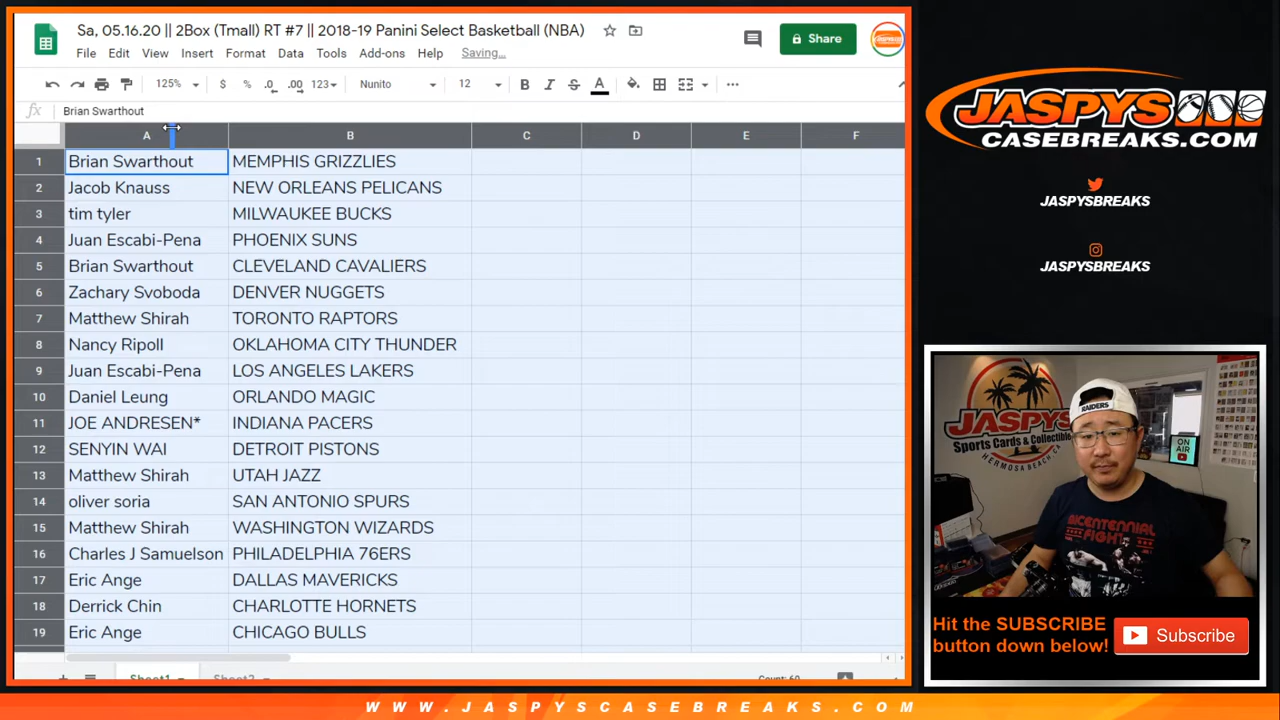 Sa, 05.16.20 || 2Box (Tmall) RT #7 || 2018-19 Panini Select Basketball (NBA)
File Edit View Insert Format Data Tools Add-ons Help Saving...
Share
125% $ % .0 .00 123 Nunito 12 B I S A
fx Brian Swarthout
A B C D E F
1 Brian Swarthout MEMPHIS GRIZZLIES
2 Jacob Knauss NEW ORLEANS PELICANS
3 tim tyler MILWAUKEE BUCKS
4 Juan Escabi-Pena PHOENIX SUNS
5 Brian Swarthout CLEVELAND CAVALIERS
6 Zachary Svoboda DENVER NUGGETS
7 Matthew Shirah TORONTO RAPTORS
8 Nancy Ripoll OKLAHOMA CITY THUNDER
9 Juan Escabi-Pena LOS ANGELES LAKERS
10 Daniel Leung ORLANDO MAGIC
11 JOE ANDRESEN* INDIANA PACERS
12 SENYIN WAI DETROIT PISTONS
13 Matthew Shirah UTAH JAZZ
14 oliver soria SAN ANTONIO SPURS
15 Matthew Shirah WASHINGTON WIZARDS
16 Charles J Samuelson PHILADELPHIA 76ERS
17 Eric Ange DALLAS MAVERICKS
18 Derrick Chin CHARLOTTE HORNETS
19 Eric Ange CHICAGO BULLS
Sheet1 Sheet2 Count: 60
JASPYS
CASEBREAKS.COM
JASPYSBREAKS
JASPYSBREAKS
JASPYS
Sports Cards & Collectibles
HERMOSA BEACH, CA
RAIDERS
ON AIR
BICENTENNIAL
FIGHT
Hit the SUBSCRIBE
button down below!
Subscribe
WWW.JASPYSCASEBREAKS.COM